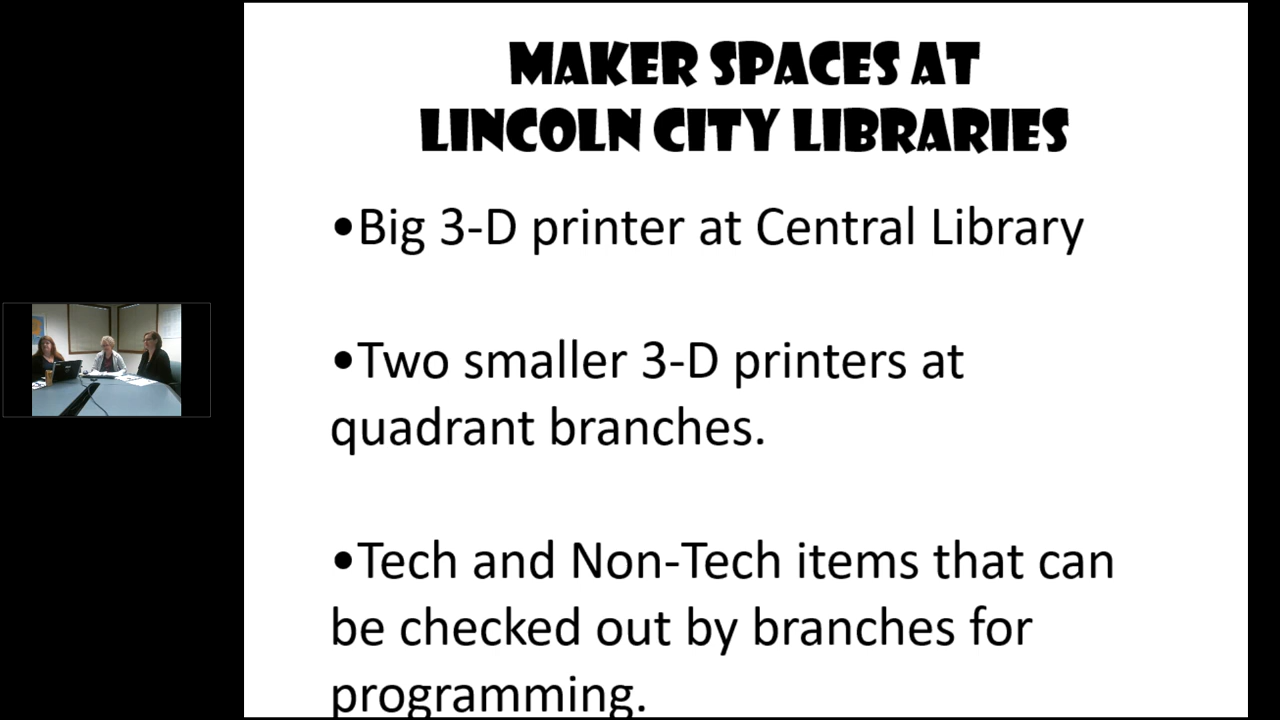 MAKER SPACES AT
LINCOLN CITY LIBRARIES
•Big 3-D printer at Central Library
•Two smaller 3-D printers at
quadrant branches.
•Tech and Non-Tech items that can
be checked out by branches for
programming.